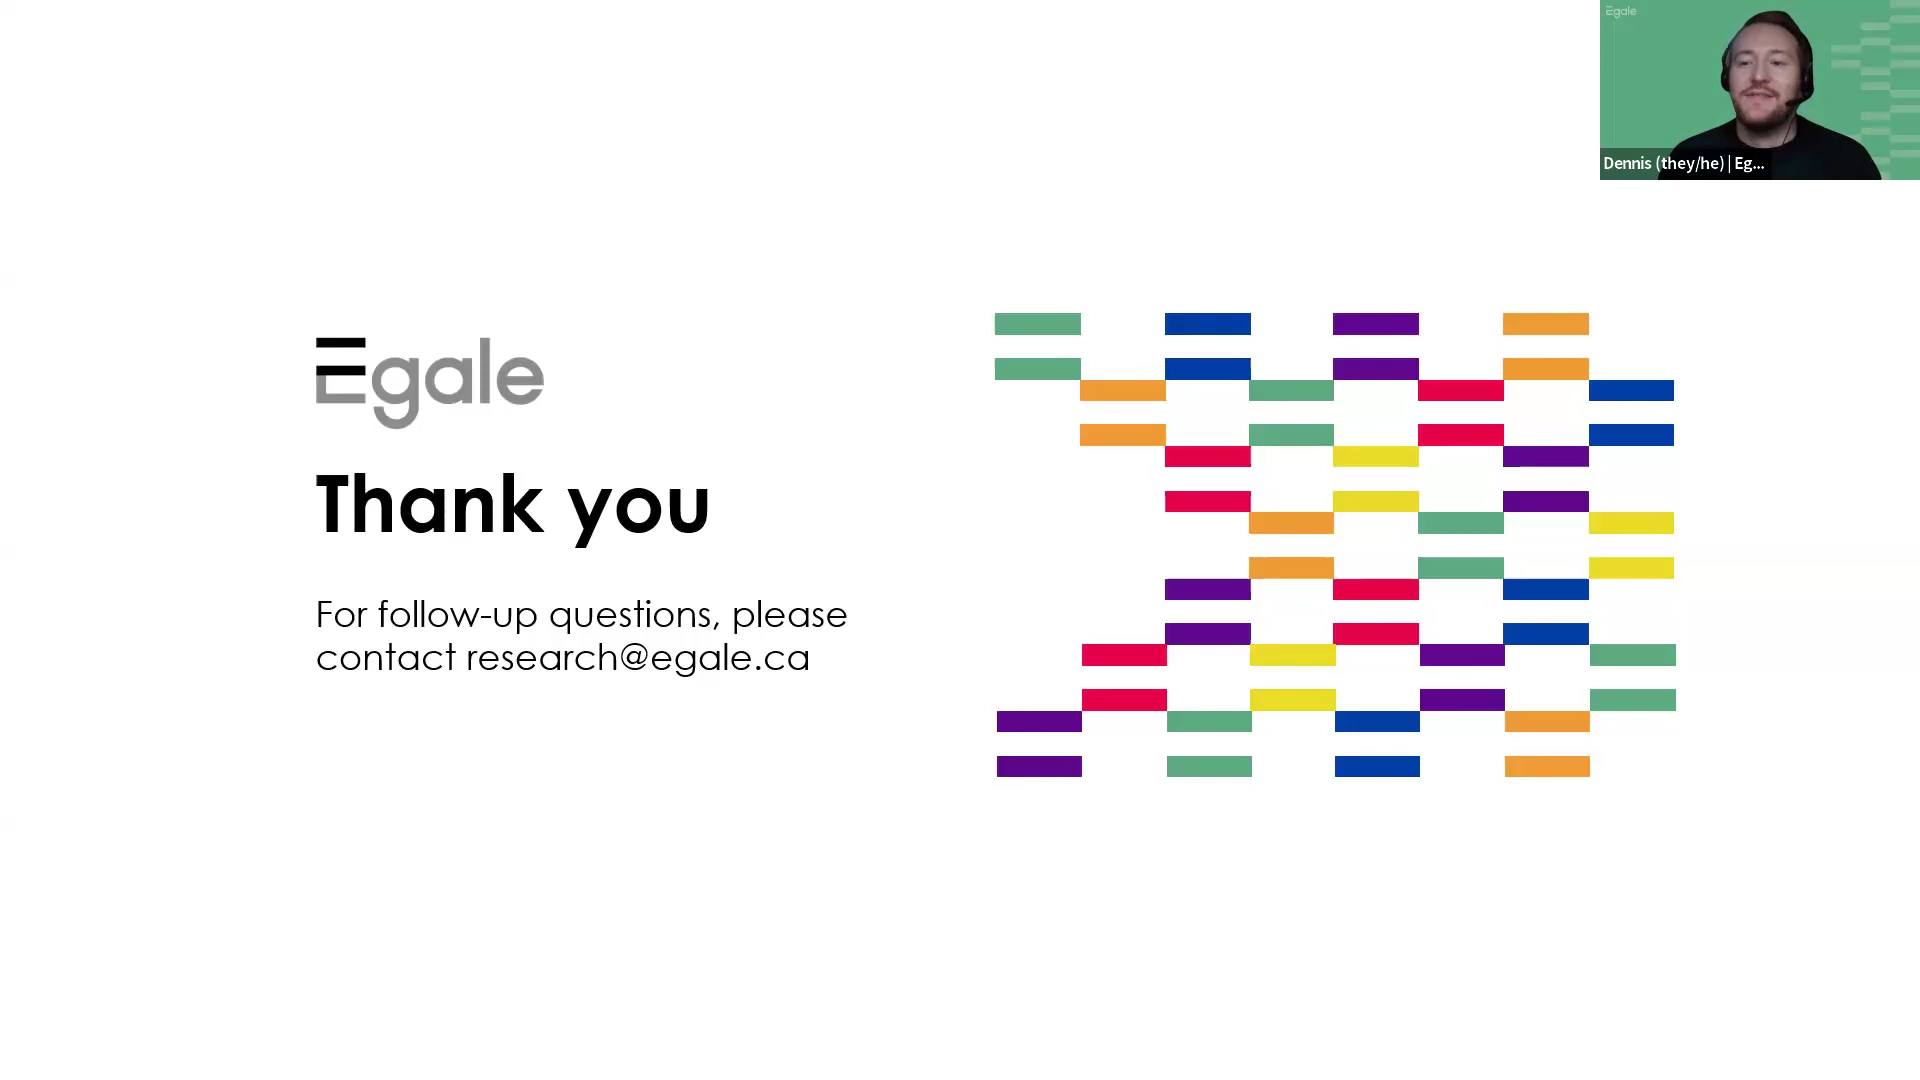 Egale
Dennis (they/he) | Eg...
Egale
Thank you
For follow-up questions, please
contact research@egale.ca